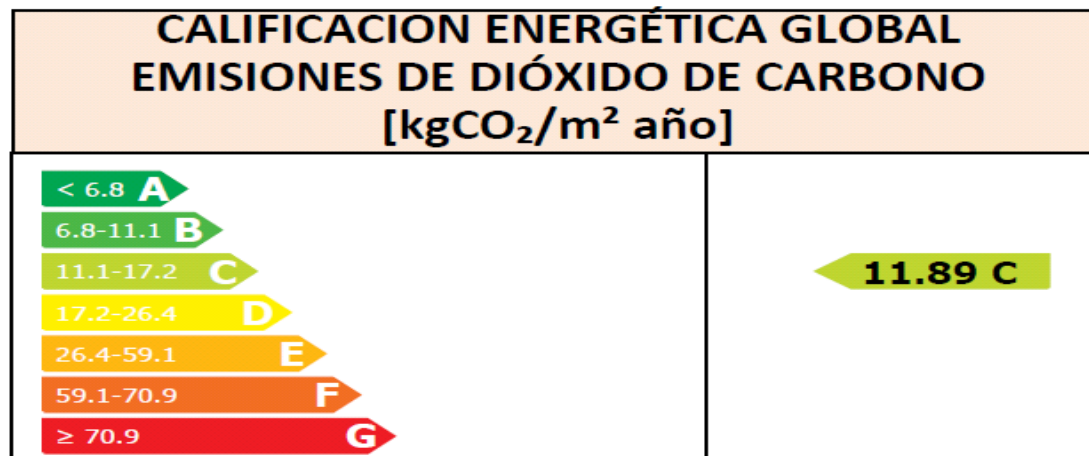 CALIFICACION ENERGÉTICA GLOBAL
EMISIONES DE DIÓXIDO DE CARBONO
[kgCO₂/m² año]
< 6.8 A
6.8-11.1 B
11.1-17.2 C
11.89 C
17.2-26.4 D
26.4-59.1 E
59.1-70.9 F
≥ 70.9 G